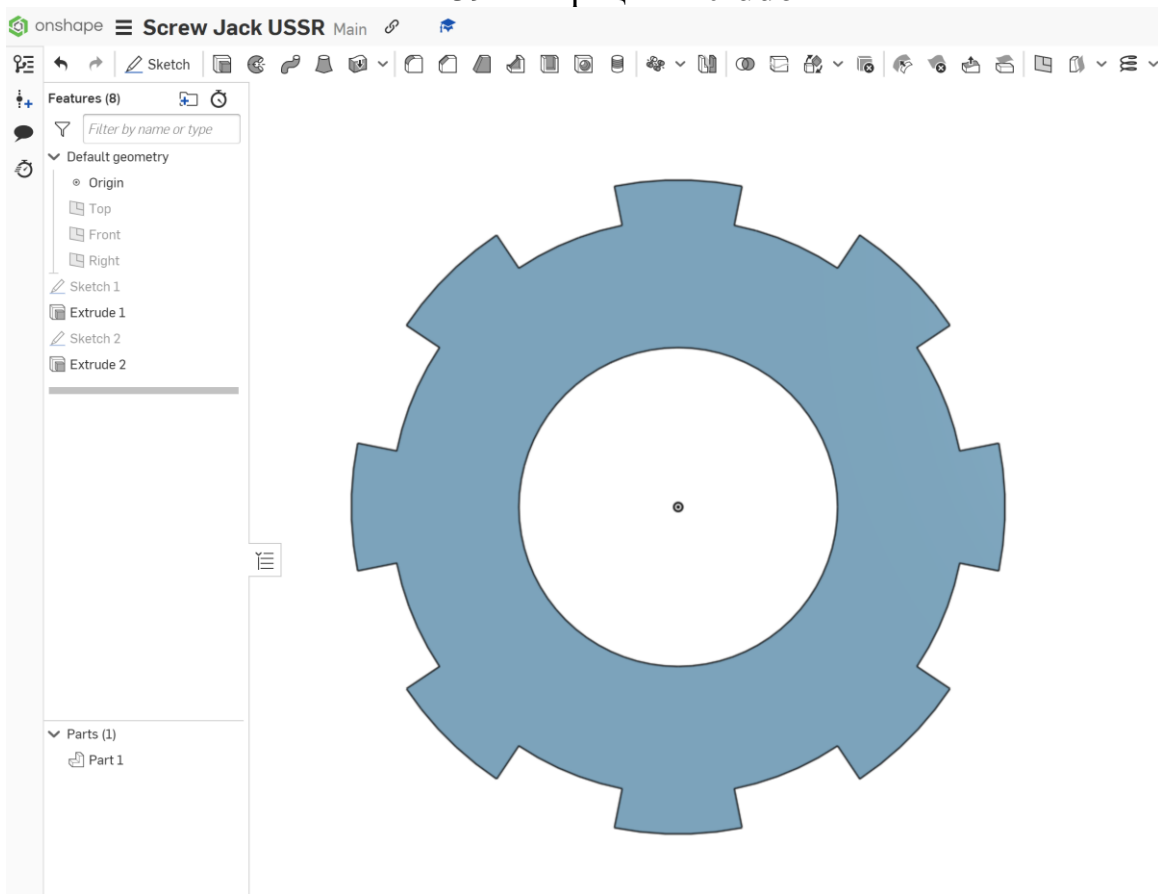 onshape Screw Jack USSR Main
Sketch
Features (8)
Filter by name or type
Default geometry
Origin
Top
Front
Right
Sketch 1
Extrude 1
Sketch 2
Extrude 2
Parts (1)
Part 1